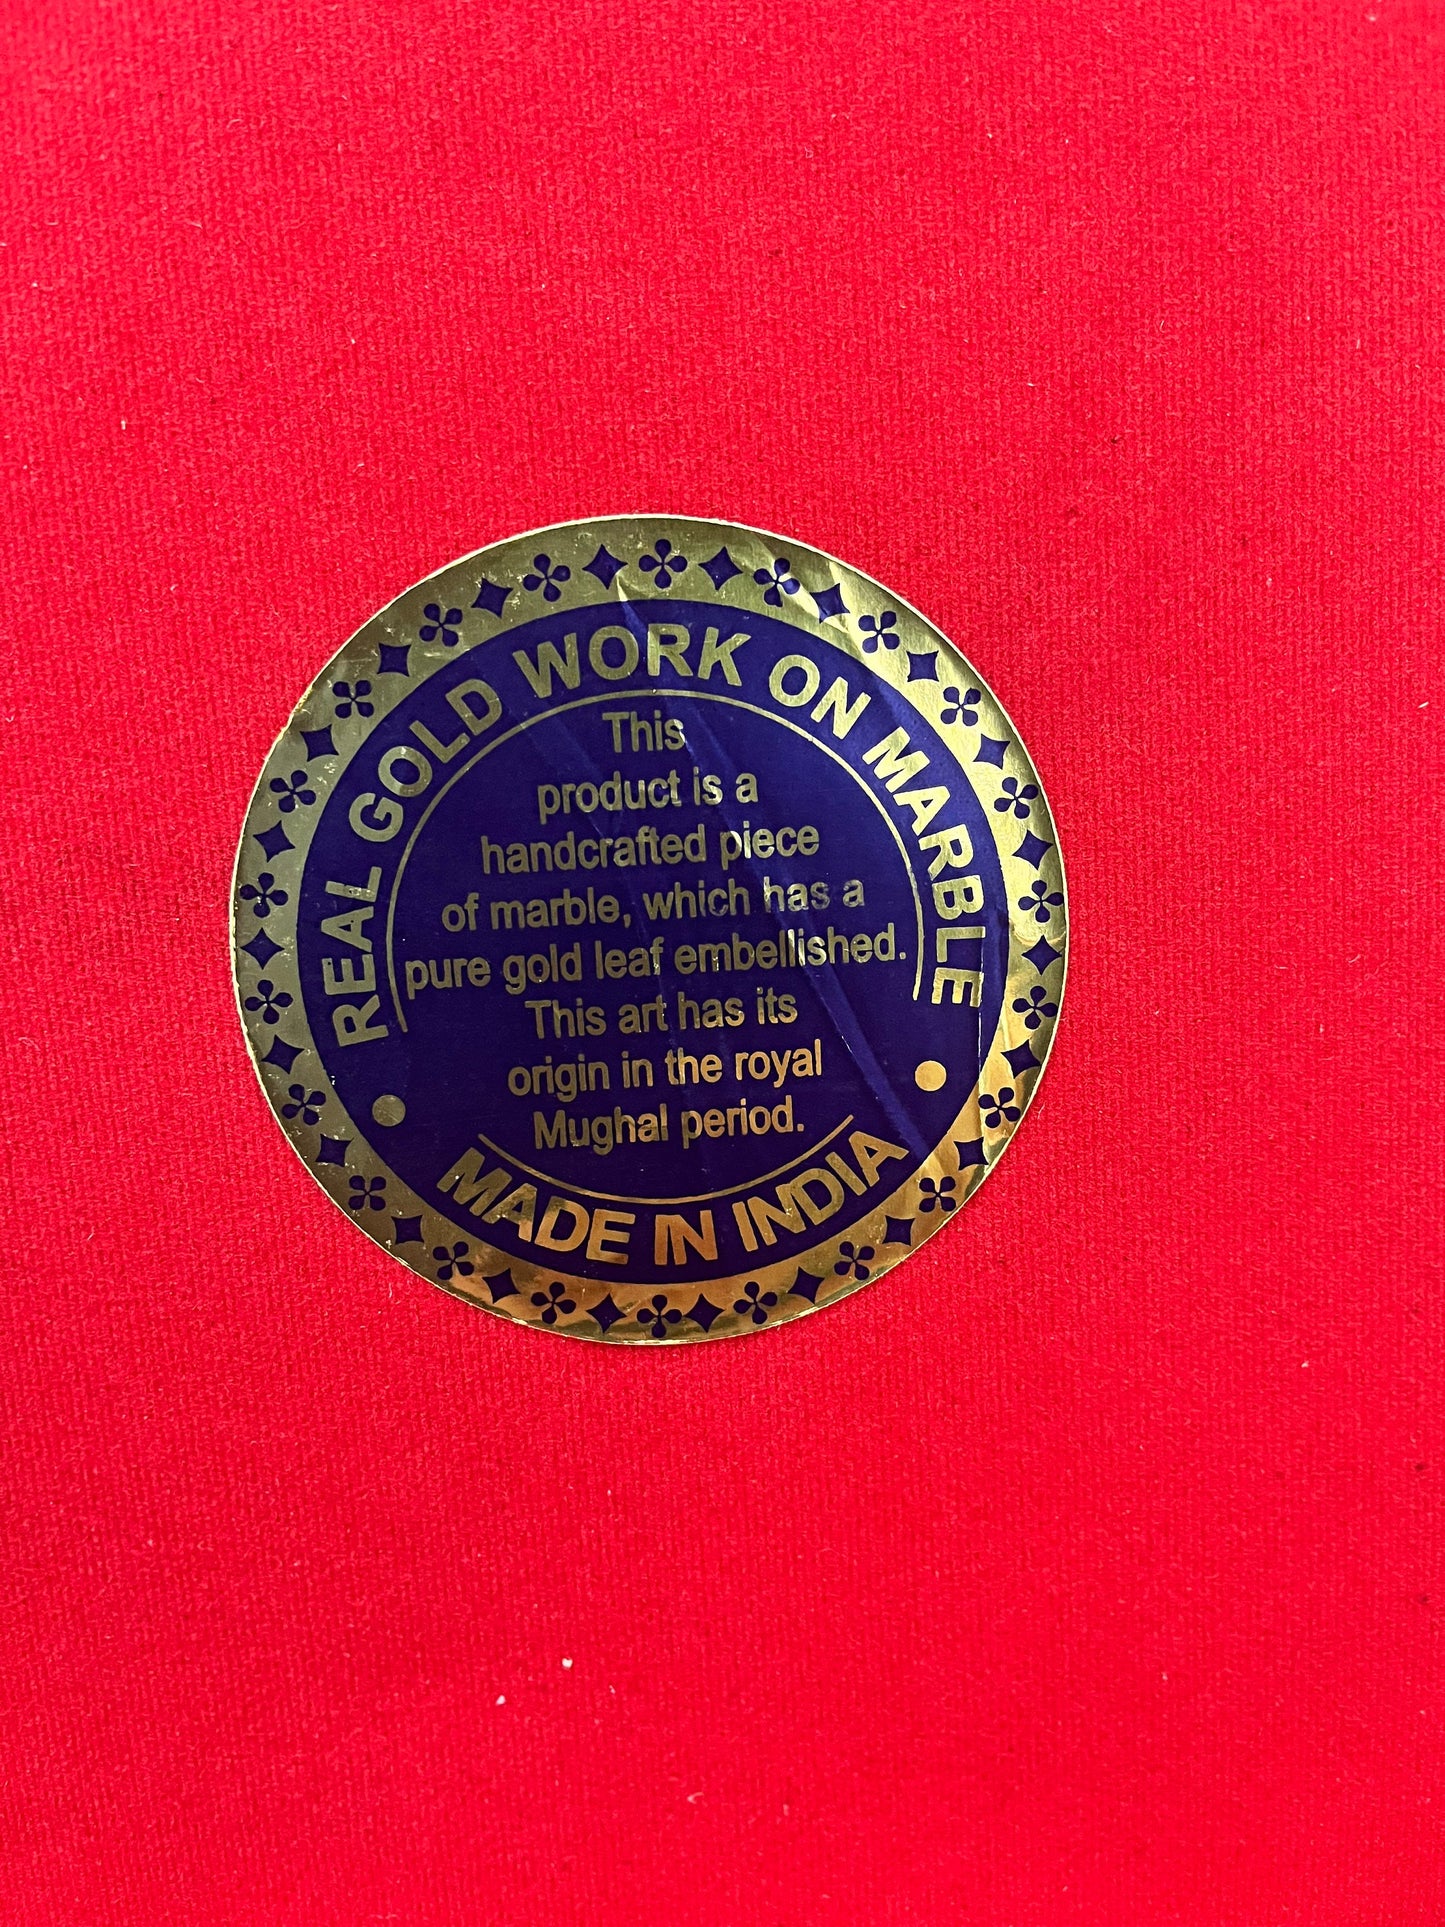 REAL GOLD WORK ON MARBLE
This
product is a
handcrafted piece
of marble, which has a
pure gold leaf embellished.
This art has its
origin in the royal
Mughal period.
MADE IN INDIA